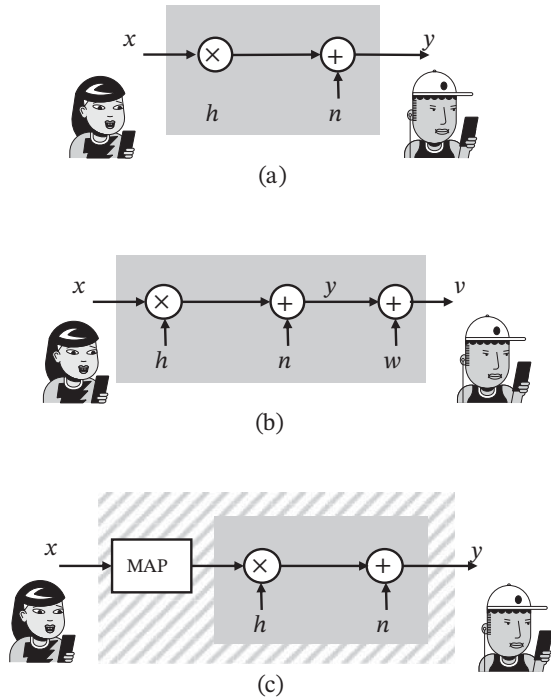 x y
× +
h n
(a)
x y v
× + +
h n w
(b)
x y
MAP × +
h n
(c)